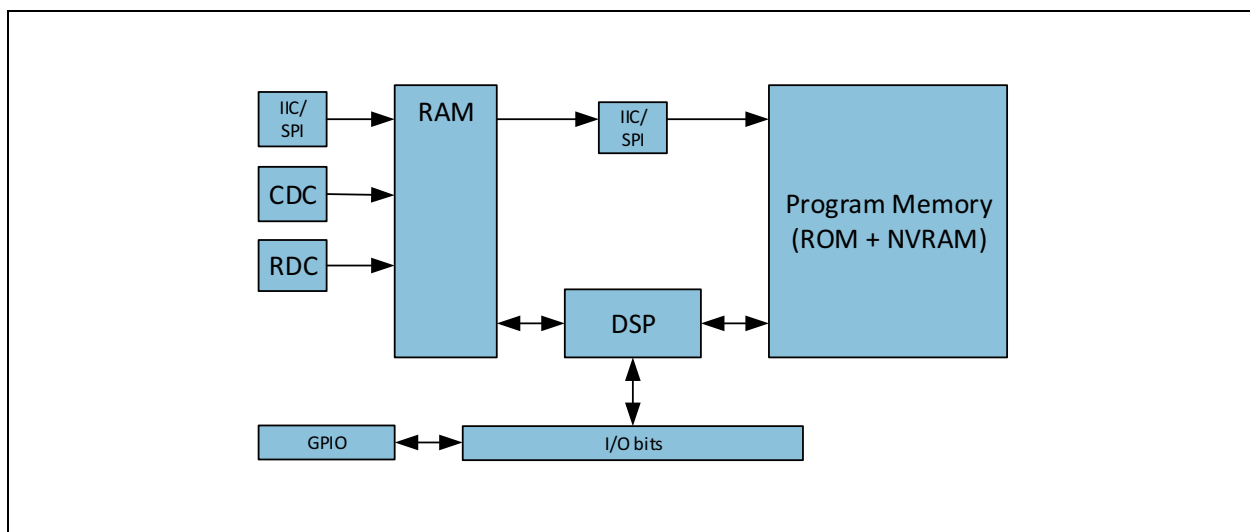 IIC/
SPI
RAM
IIC/
SPI
CDC
Program Memory
(ROM + NVRAM)
RDC
DSP
GPIO
I/O bits